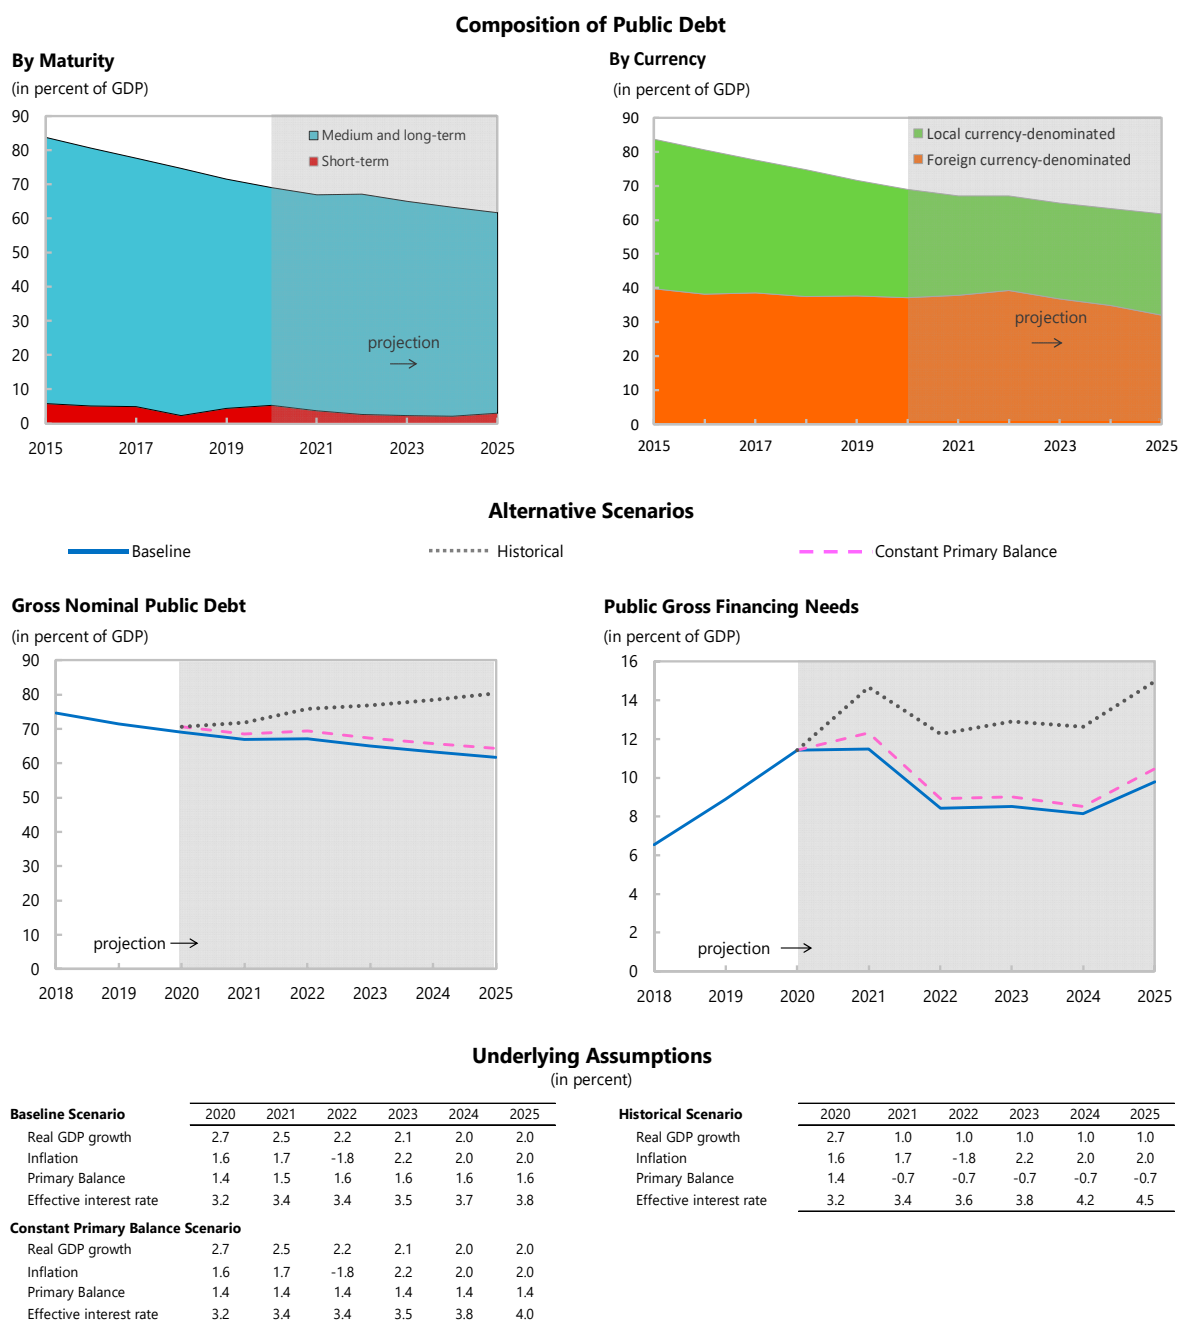 Composition of Public Debt
By Maturity
(in percent of GDP)
90
80
70
60
50
40
30
20
10
0
Medium and long-term
Short-term
projection
2015 2017 2019 2021 2023 2025
By Currency
(in percent of GDP)
90
80
70
60
50
40
30
20
10
0
Local currency-denominated
Foreign currency-denominated
projection
2015 2017 2019 2021 2023 2025
Alternative Scenarios
Baseline Historical Constant Primary Balance
Gross Nominal Public Debt
(in percent of GDP)
90
80
70
60
50
40
30
20
10
0
projection
2018 2019 2020 2021 2022 2023 2024 2025
Public Gross Financing Needs
(in percent of GDP)
16
14
12
10
8
6
4
2
0
projection
2018 2019 2020 2021 2022 2023 2024 2025
Underlying Assumptions
(in percent)
Baseline Scenario 2020 2021 2022 2023 2024 2025
Real GDP growth 2.7 2.5 2.2 2.1 2.0 2.0
Inflation 1.6 1.7 -1.8 2.2 2.0 2.0
Primary Balance 1.4 1.5 1.6 1.6 1.6 1.6
Effective interest rate 3.2 3.4 3.4 3.5 3.7 3.8
Constant Primary Balance Scenario
Real GDP growth 2.7 2.5 2.2 2.1 2.0 2.0
Inflation 1.6 1.7 -1.8 2.2 2.0 2.0
Primary Balance 1.4 1.4 1.4 1.4 1.4 1.4
Effective interest rate 3.2 3.4 3.4 3.5 3.8 4.0
Historical Scenario 2020 2021 2022 2023 2024 2025
Real GDP growth 2.7 1.0 1.0 1.0 1.0 1.0
Inflation 1.6 1.7 -1.8 2.2 2.0 2.0
Primary Balance 1.4 -0.7 -0.7 -0.7 -0.7 -0.7
Effective interest rate 3.2 3.4 3.6 3.8 4.2 4.5